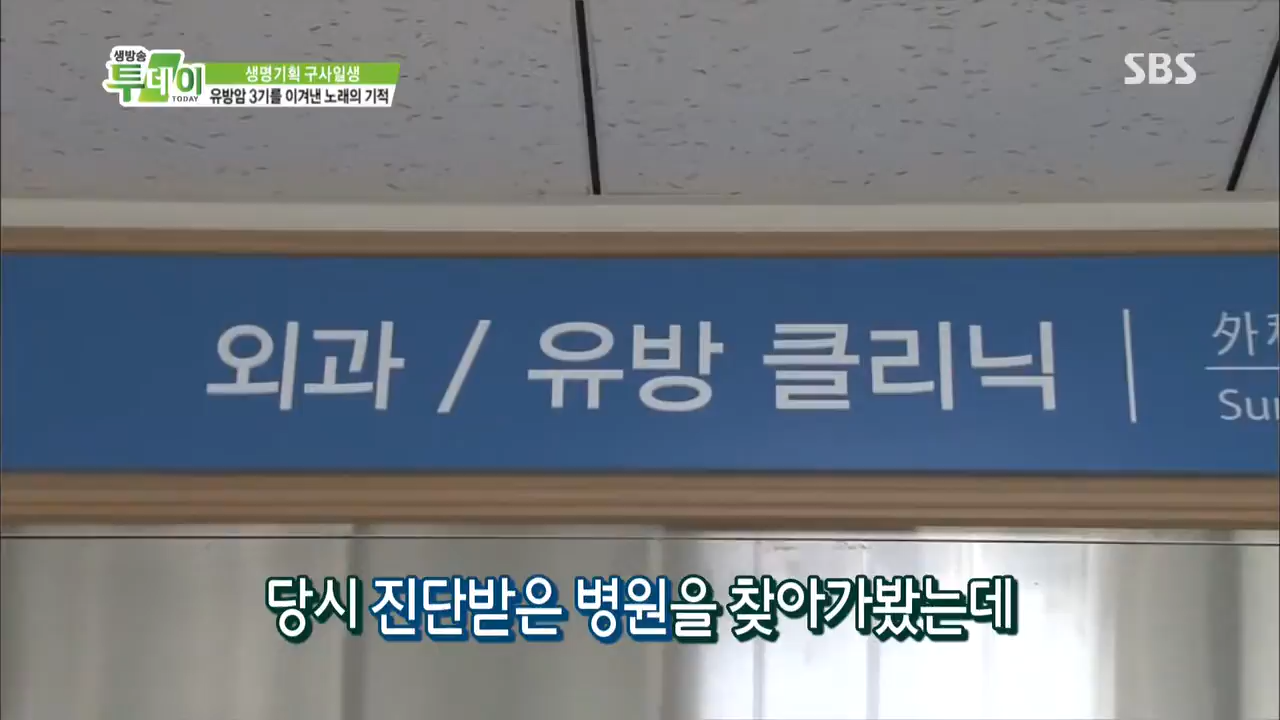 생방송
투데이
TODAY
생명기획 구사일생
유방암 3기를 이겨낸 노래의 기적
SBS
외과 / 유방 클리닉
外
당시 진단받은 병원을 찾아가봤는데